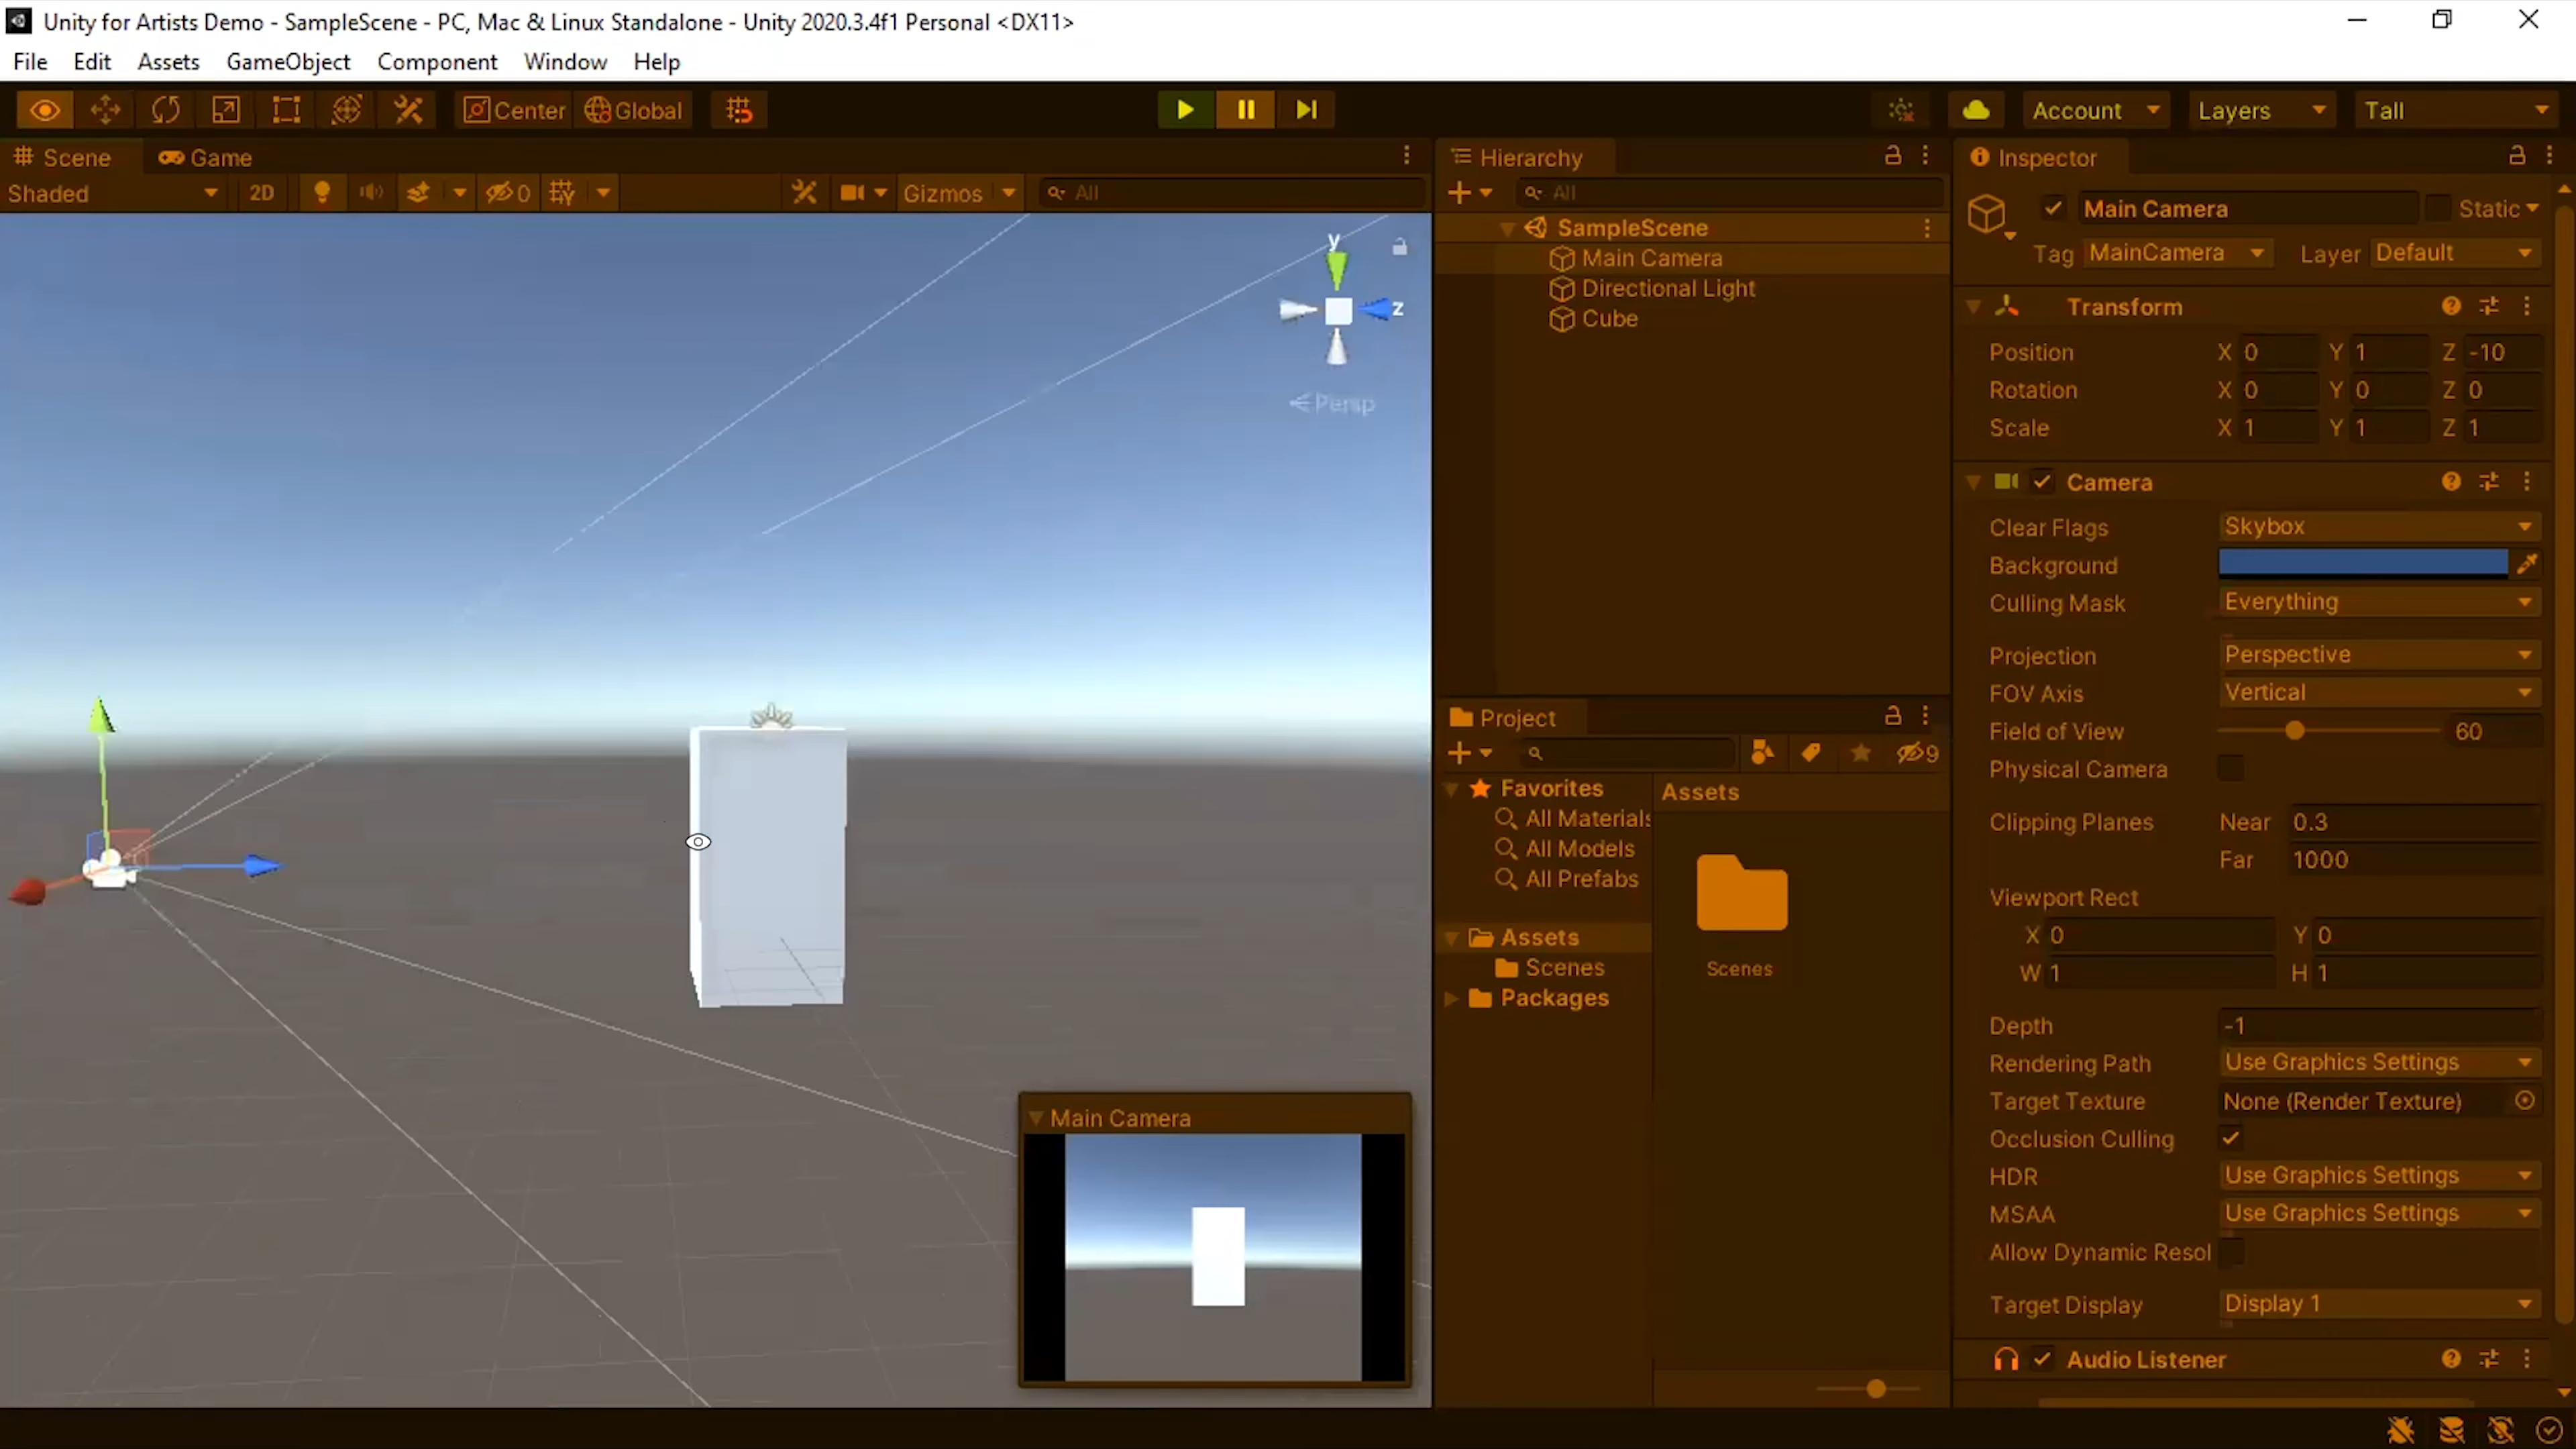 Unity for Artists Demo - SampleScene - PC, Mac & Linux Standalone - Unity 2020.3.4f1 Personal <DX11>
File Edit Assets GameObject Component Window Help
Center Global Account Layers Tall
Scene Game
Shaded 2D 0 Gizmos All
y
z
Persp
Main Camera
Hierarchy
All
SampleScene
Main Camera
Directional Light
Cube
Project
9
Favorites
All Materials
All Models
All Prefabs
Assets
Scenes
Packages
Assets
Scenes
Inspector
Main Camera Static
Tag MainCamera Layer Default
Transform
Position X 0 Y 1 Z -10
Rotation X 0 Y 0 Z 0
Scale X 1 Y 1 Z 1
Camera
Clear Flags Skybox
Background
Culling Mask Everything
Projection Perspective
FOV Axis Vertical
Field of View 60
Physical Camera
Clipping Planes Near 0.3
Far 1000
Viewport Rect
X 0 Y 0
W 1 H 1
Depth -1
Rendering Path Use Graphics Settings
Target Texture None (Render Texture)
Occlusion Culling
HDR Use Graphics Settings
MSAA Use Graphics Settings
Allow Dynamic Resol
Target Display Display 1
Audio Listener